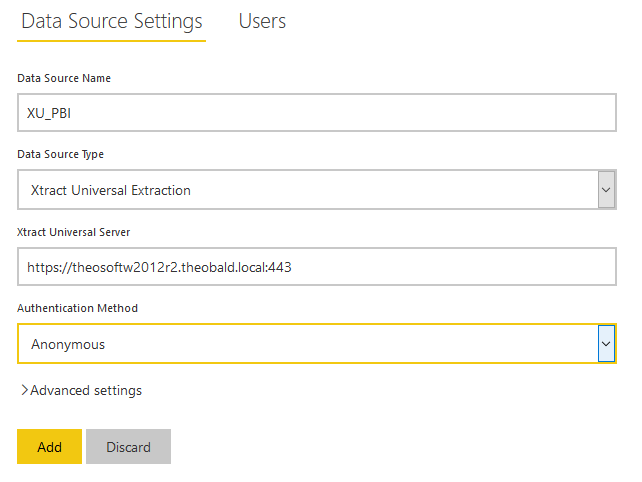 Data Source Settings Users
Data Source Name
XU_PBI
Data Source Type
Xtract Universal Extraction
Xtract Universal Server
https://theosoftw2012r2.theobald.local:443
Authentication Method
Anonymous
Advanced settings
Add Discard